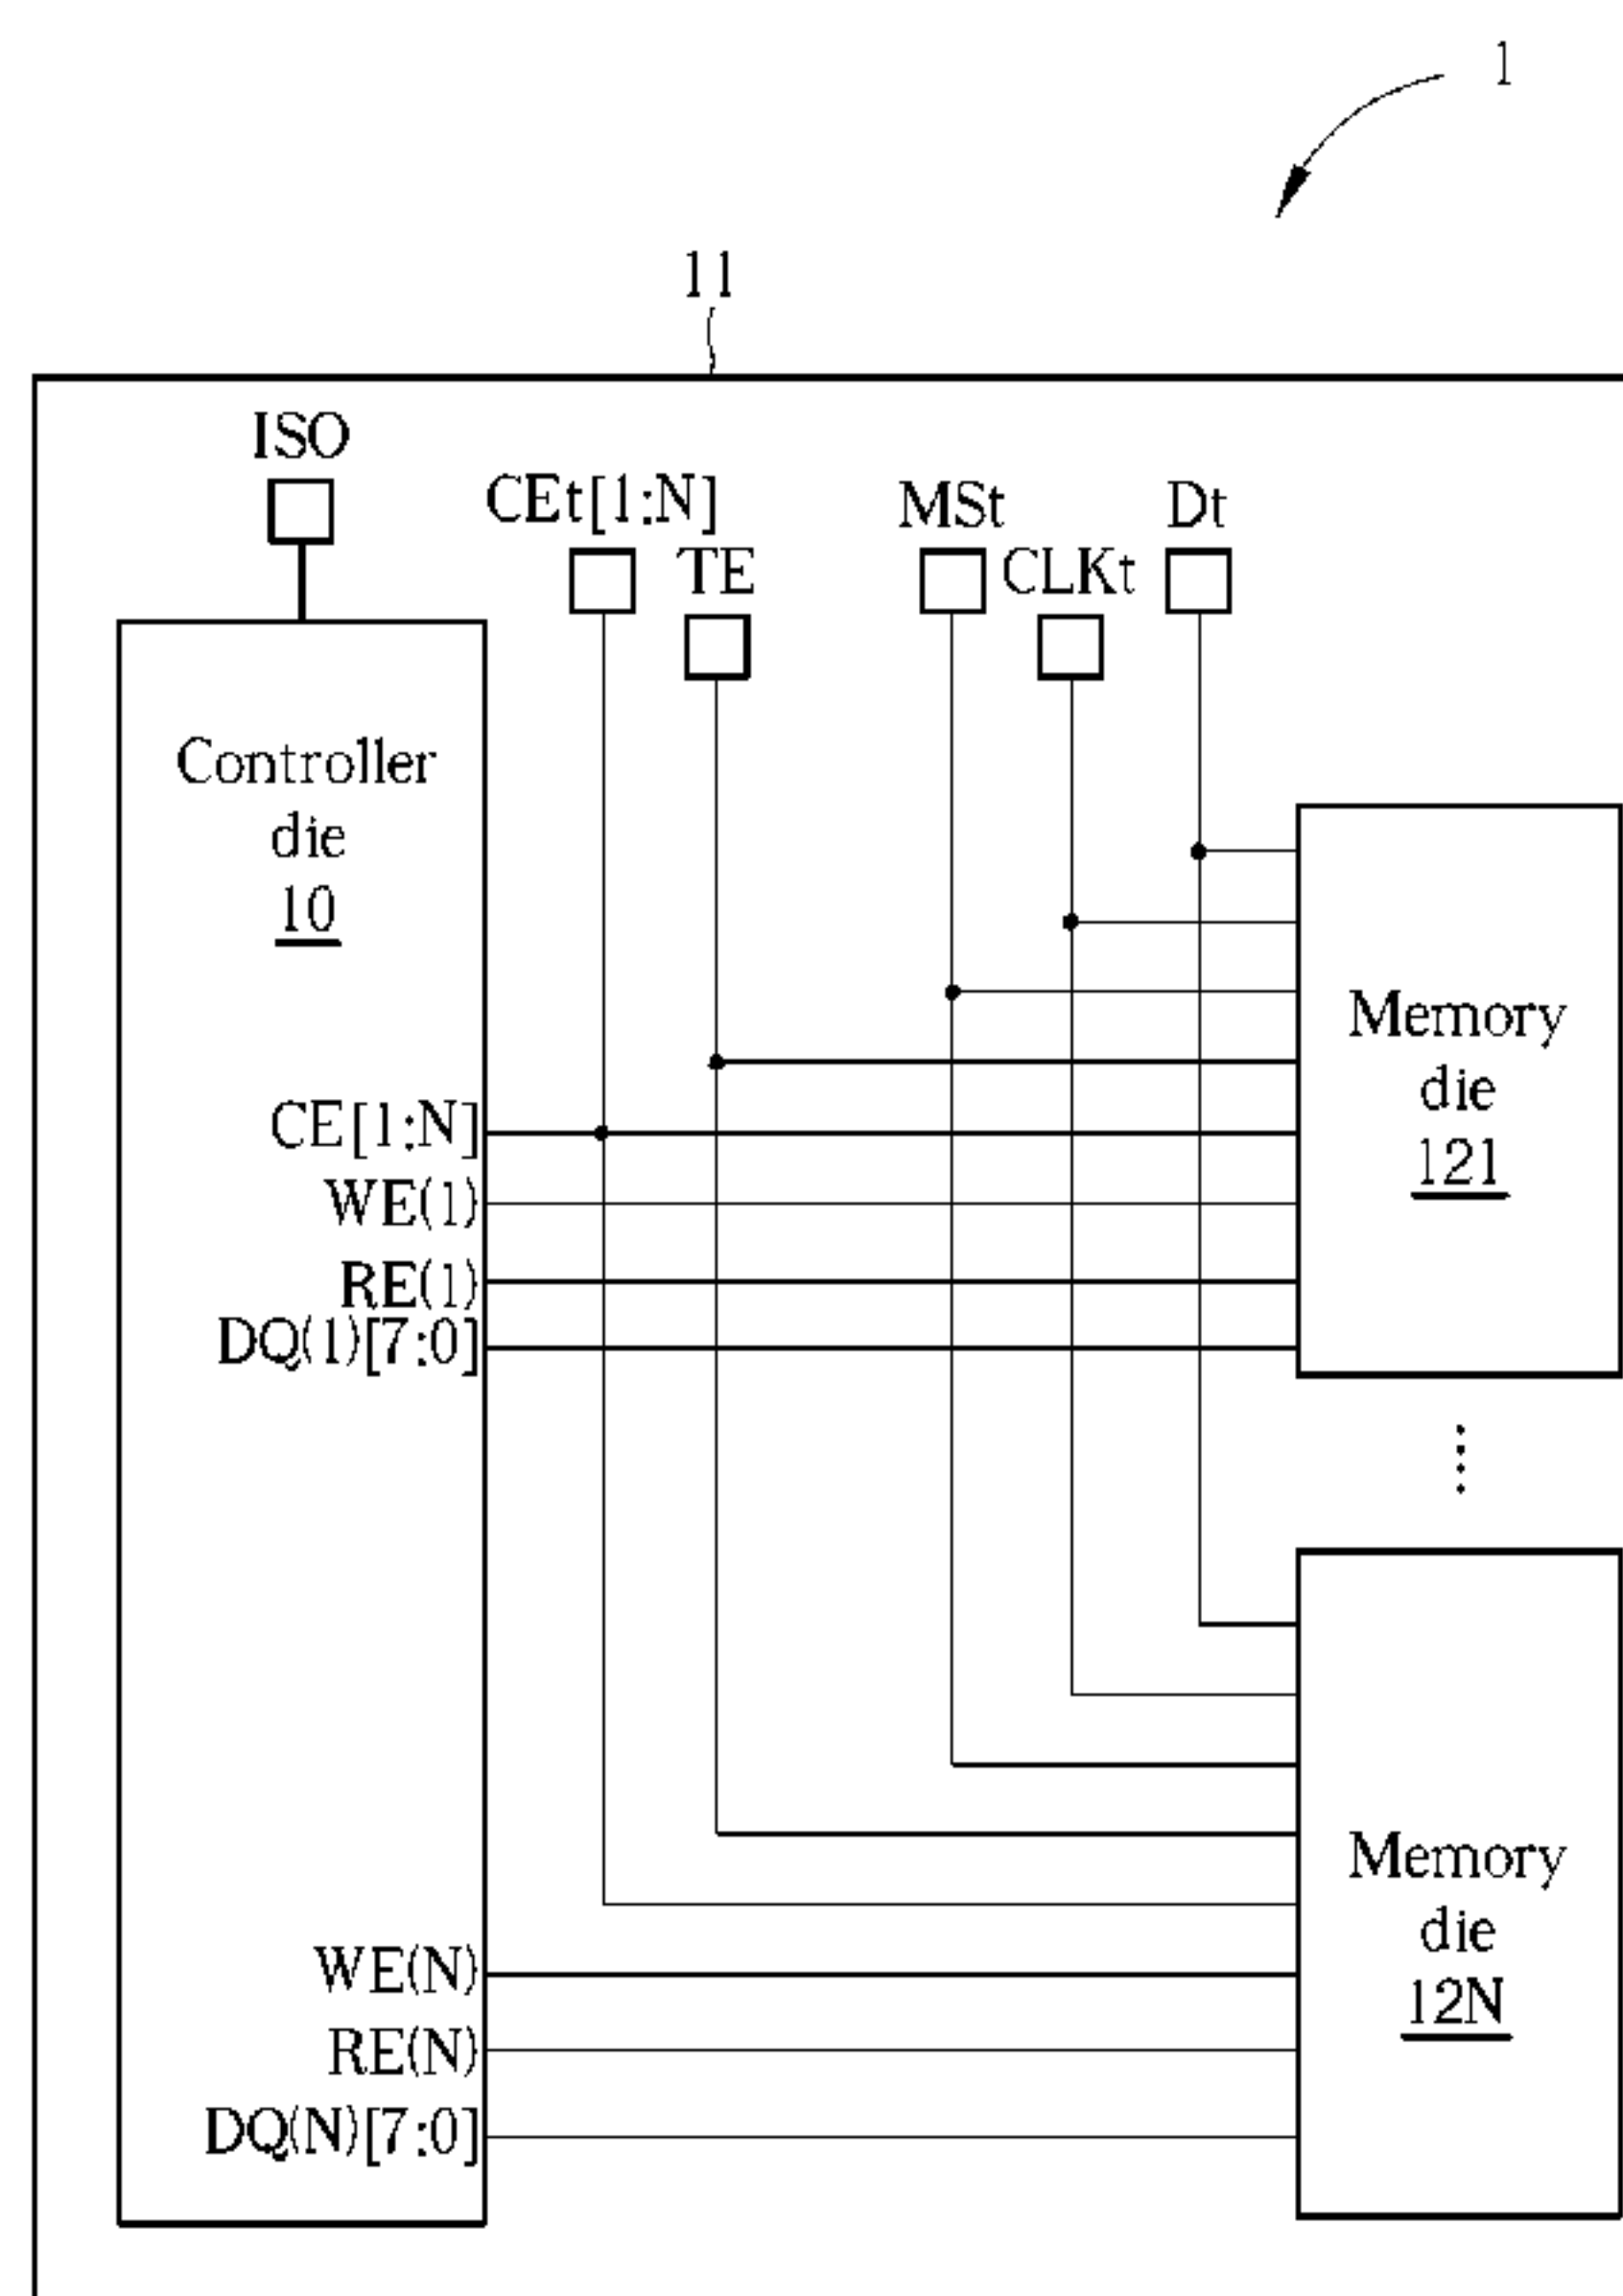 1
11
ISO
CEt[1:N]
TE
MSt
CLKt
Dt
Controller
die
10
Memory
die
121
CE[1:N]
WE(1)
RE(1)
DQ(1)[7:0]
Memory
die
12N
WE(N)
RE(N)
DQ(N)[7:0]